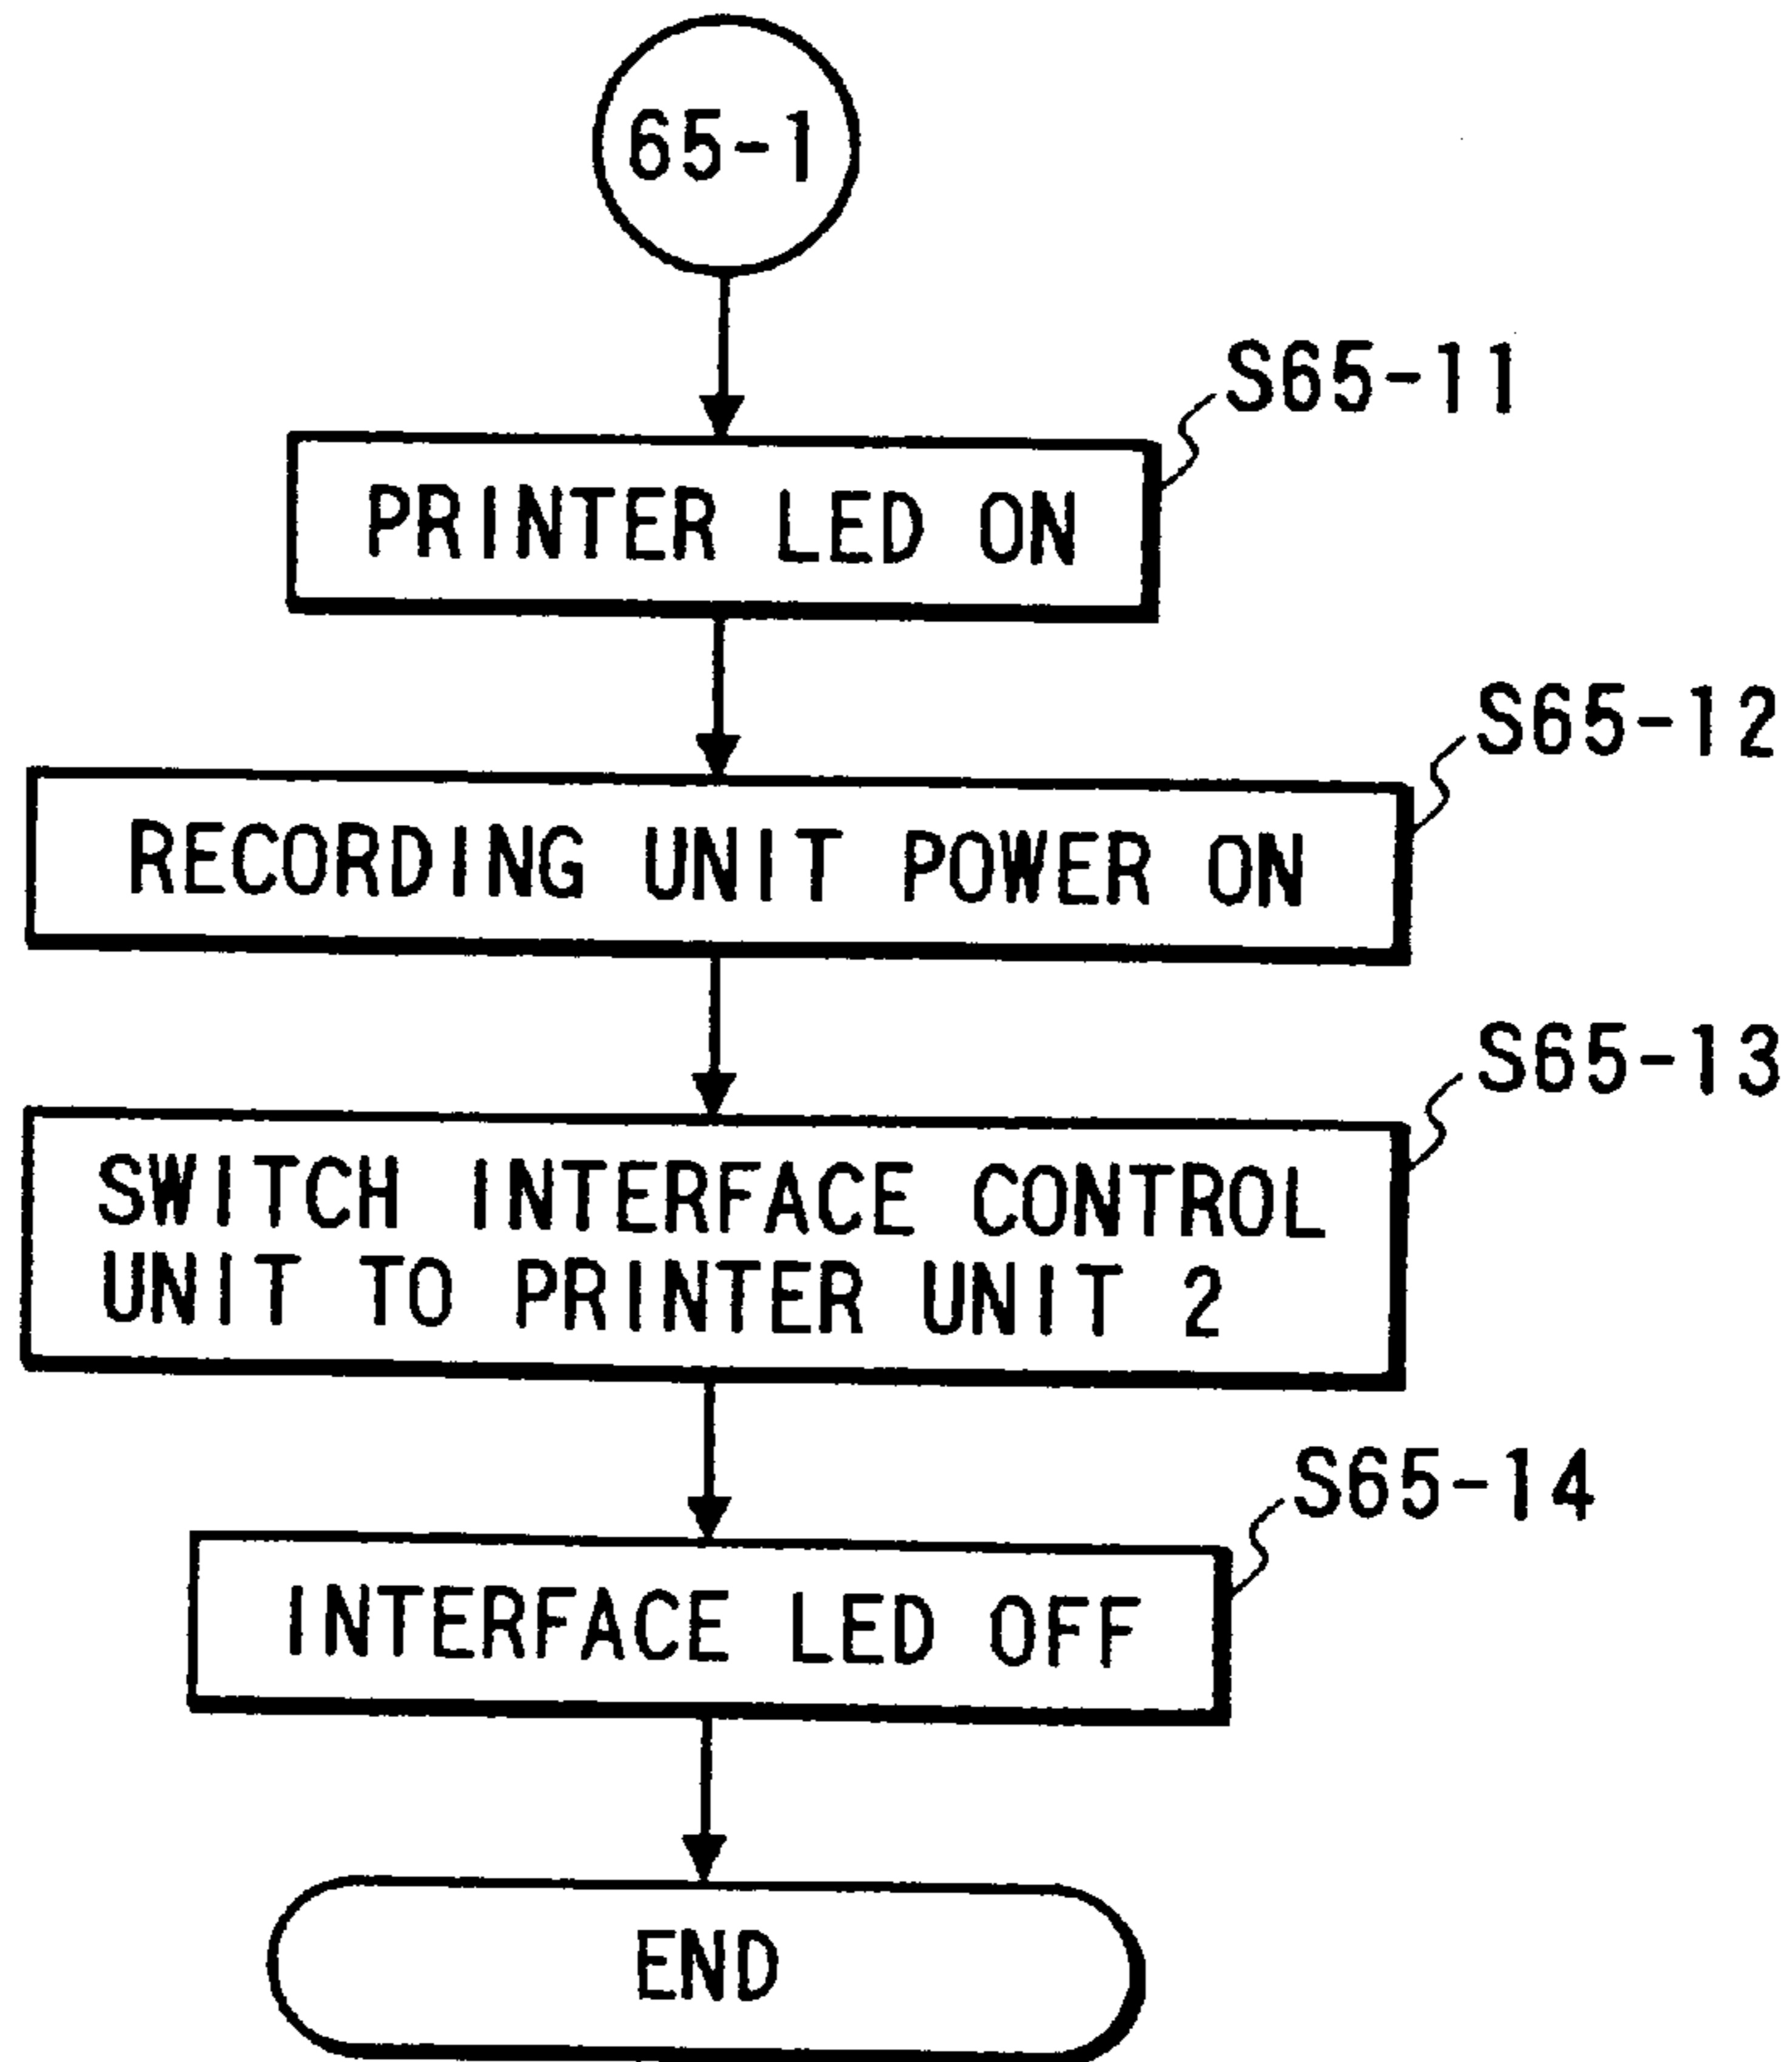 65-1
S65-11
PRINTER LED ON
S65-12
RECORDING UNIT POWER ON
S65-13
SWITCH INTERFACE CONTROL
UNIT TO PRINTER UNIT 2
S65-14
INTERFACE LED OFF
END